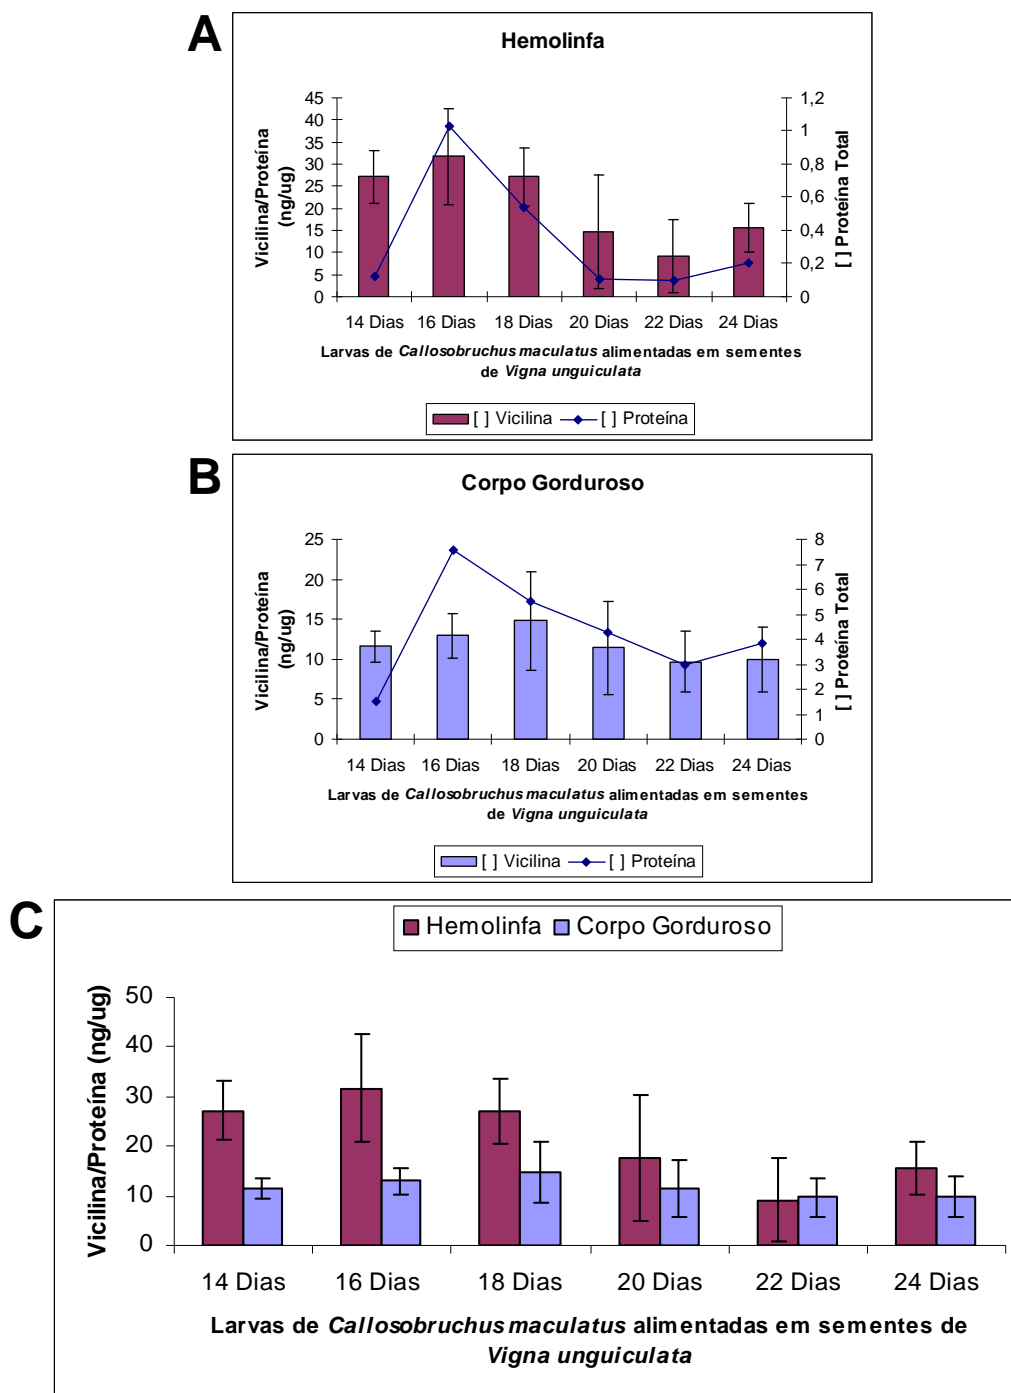 A
Hemolinfa
Vicilina/Proteína
(ng/ug)
45
40
35
30
25
20
15
10
5
0
1,2
1
0,8
0,6
0,4
0,2
0
[ ] Proteína Total
14 Dias 16 Dias 18 Dias 20 Dias 22 Dias 24 Dias
Larvas de Callosobruchus maculatus alimentadas em sementes
de Vigna unguiculata
[ ] Vicilina [ ] Proteína
B
Corpo Gorduroso
Vicilina/Proteína
(ng/ug)
25
20
15
10
5
0
8
7
6
5
4
3
2
1
0
[ ] Proteína Total
14 Dias 16 Dias 18 Dias 20 Dias 22 Dias 24 Dias
Larvas de Callosobruchus maculatus alimentadas em sementes
de Vigna unguiculata
[ ] Vicilina [ ] Proteína
C
Hemolinfa Corpo Gorduroso
Vicilina/Proteína (ng/ug)
50
40
30
20
10
0
14 Dias 16 Dias 18 Dias 20 Dias 22 Dias 24 Dias
Larvas de Callosobruchus maculatus alimentadas em sementes de
Vigna unguiculata